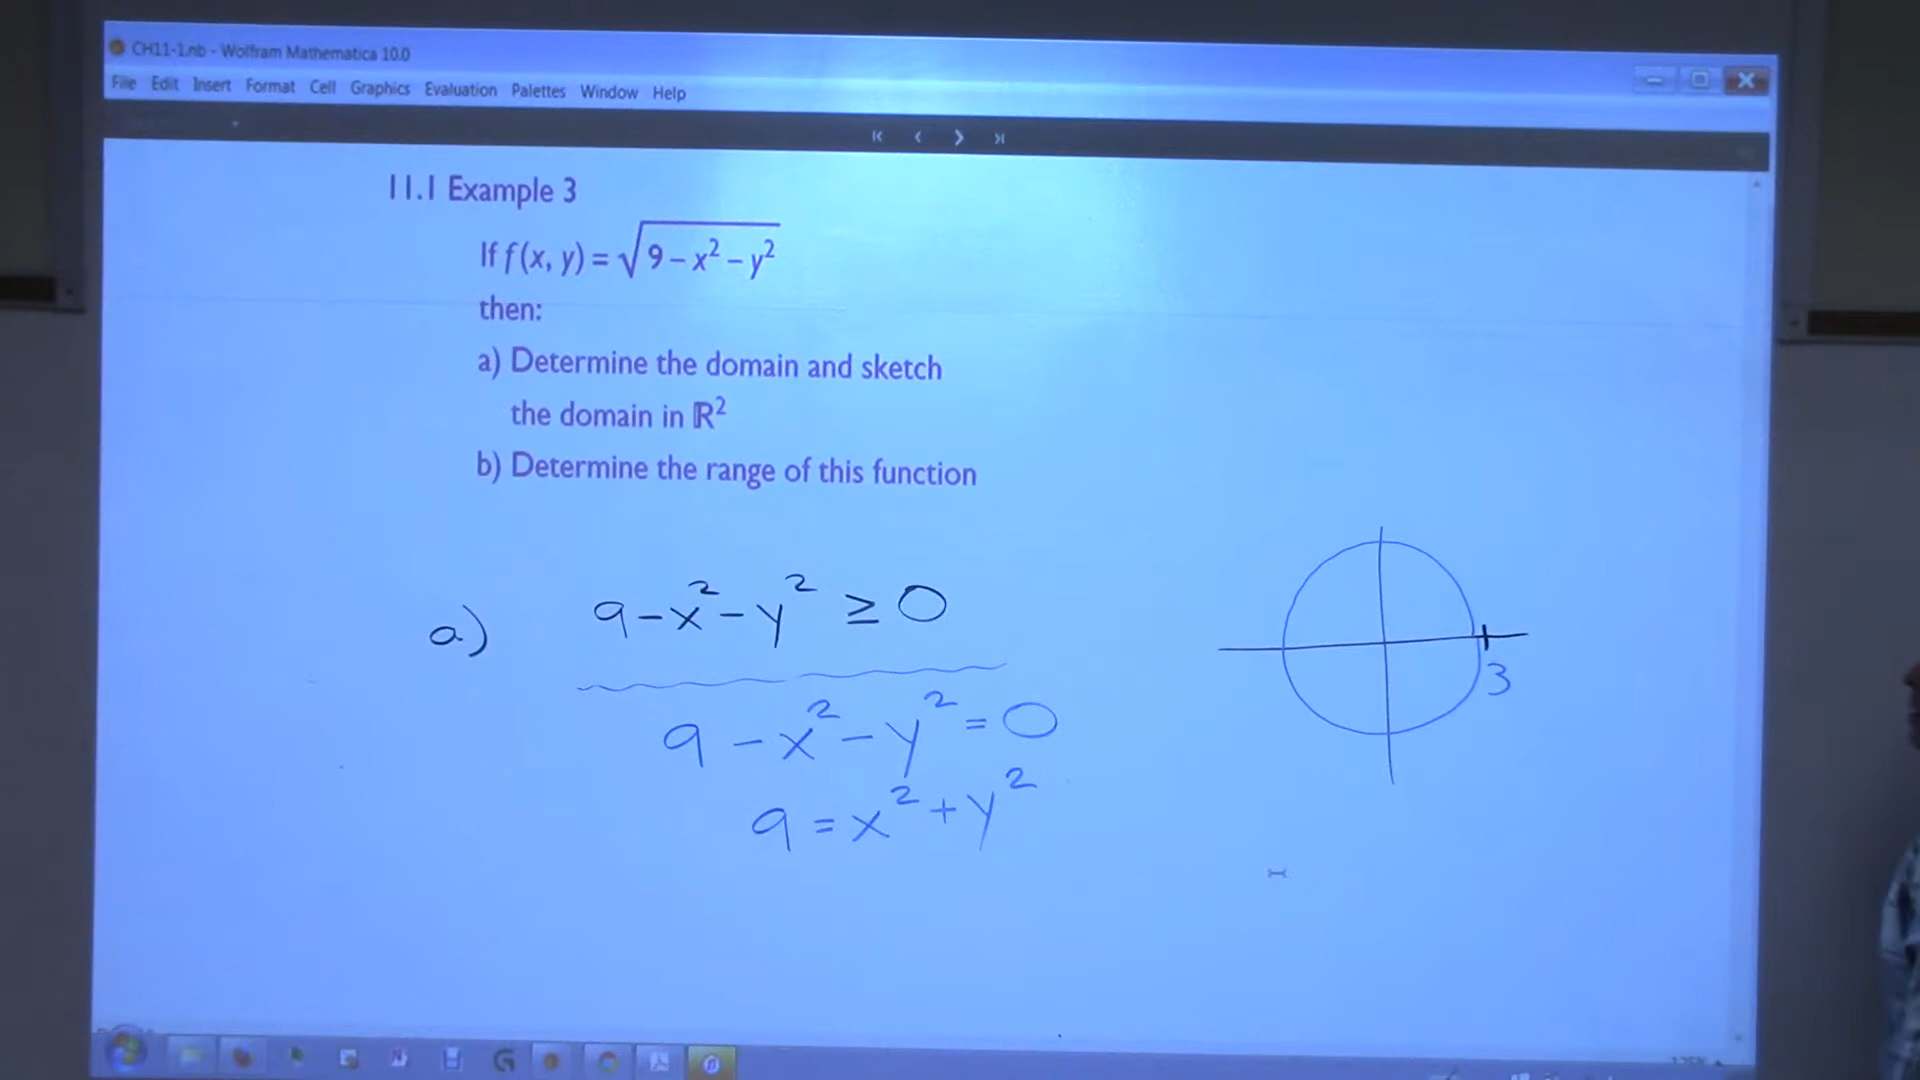 CH11-1.nb - Wolfram Mathematica 10.0
File Edit Insert Format Cell Graphics Evaluation Palettes Window Help
11.1 Example 3
If f(x, y) = √(9 – x² – y²)
then:
a) Determine the domain and sketch
the domain in ℝ²
b) Determine the range of this function
a) 9 – x² – y² ≥ 0
9 – x² – y² = 0
9 = x² + y²
3